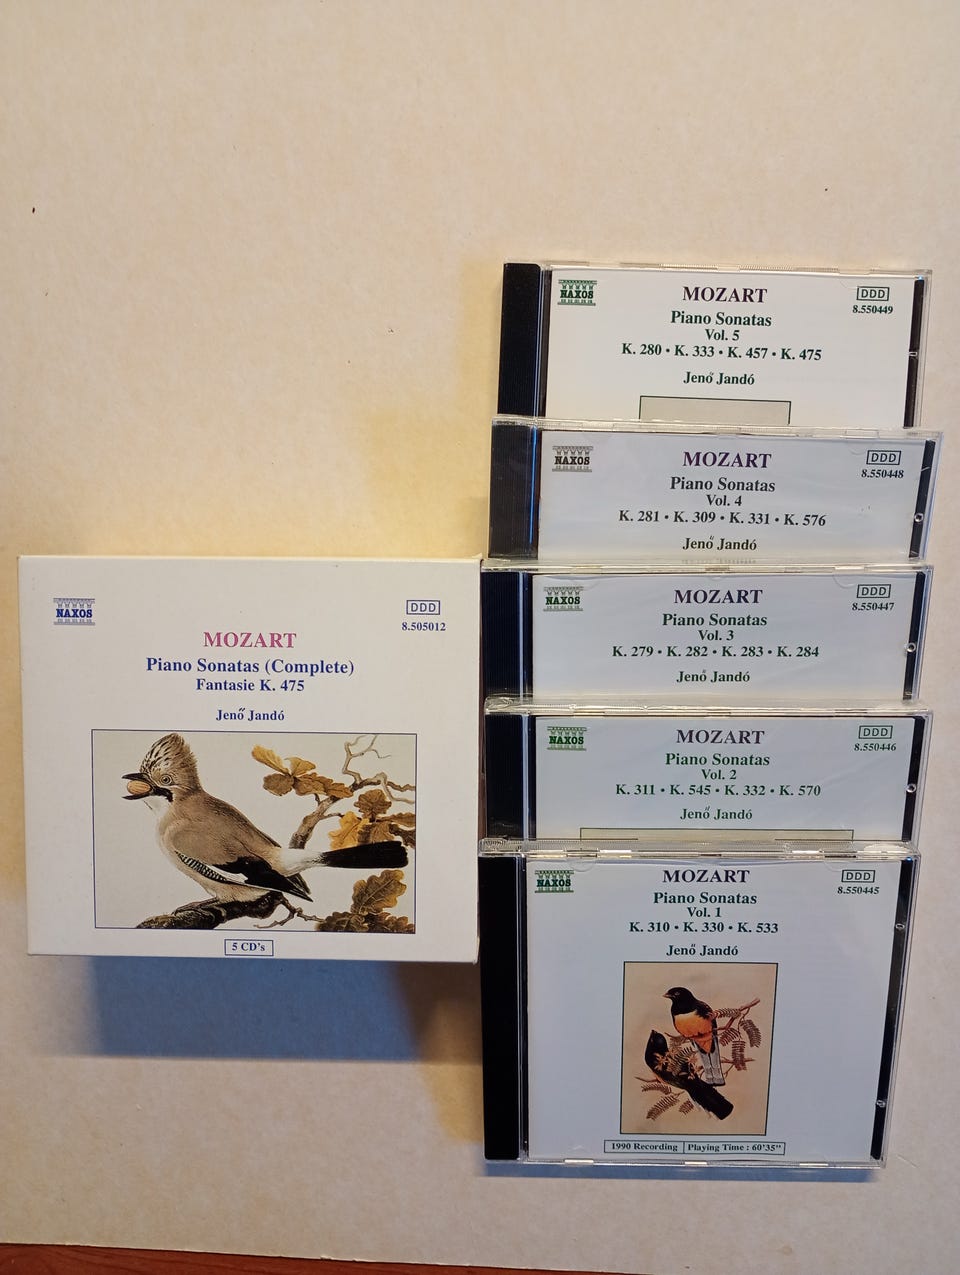 NAXOS
DDD
8.505012
MOZART
Piano Sonatas (Complete)
Fantasie K. 475
Jenő Jandó
5 CD's
NAXOS
MOZART
DDD
8.550449
Piano Sonatas
Vol. 5
K. 280 • K. 333 • K. 457 • K. 475
Jenő Jandó
NAXOS
MOZART
DDD
8.550448
Piano Sonatas
Vol. 4
K. 281 • K. 309 • K. 331 • K. 576
Jenő Jandó
NAXOS
MOZART
DDD
8.550447
Piano Sonatas
Vol. 3
K. 279 • K. 282 • K. 283 • K. 284
Jenő Jandó
NAXOS
MOZART
DDD
8.550446
Piano Sonatas
Vol. 2
K. 311 • K. 545 • K. 332 • K. 570
Jenő Jandó
NAXOS
MOZART
DDD
8.550445
Piano Sonatas
Vol. 1
K. 310 • K. 330 • K. 533
Jenő Jandó
1990 Recording Playing Time : 60'35"